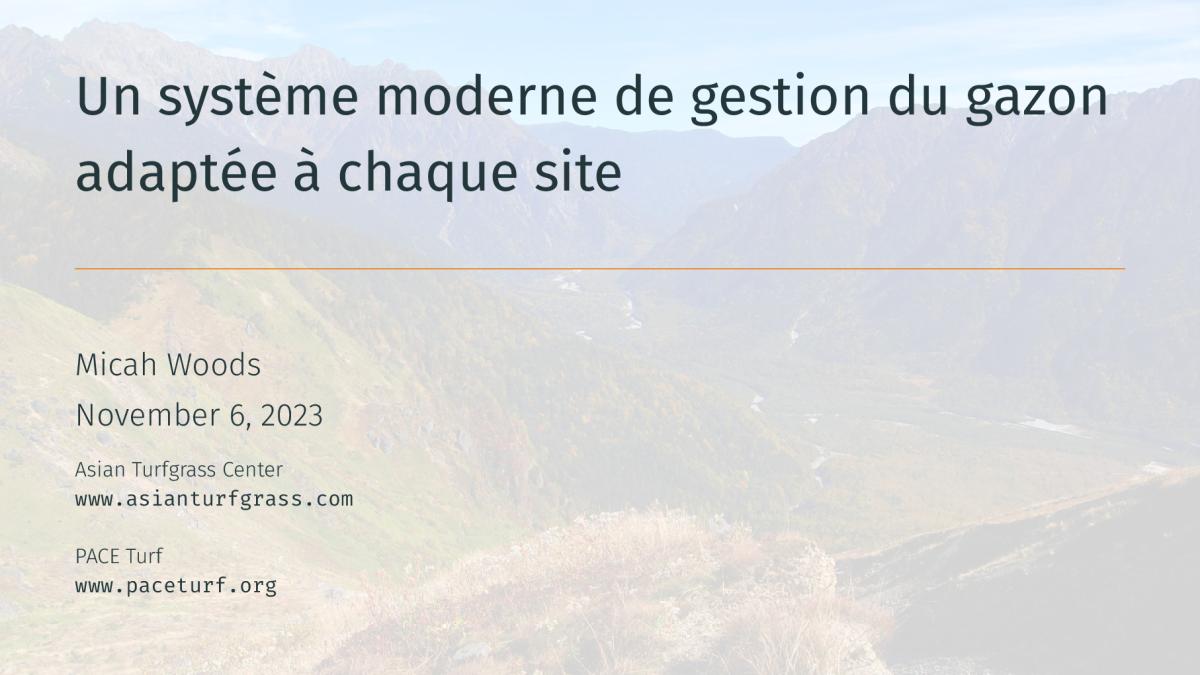 Un système moderne de gestion du gazon
adaptée à chaque site
Micah Woods
November 6, 2023
Asian Turfgrass Center
www.asianturfgrass.com
PACE Turf
www.paceturf.org